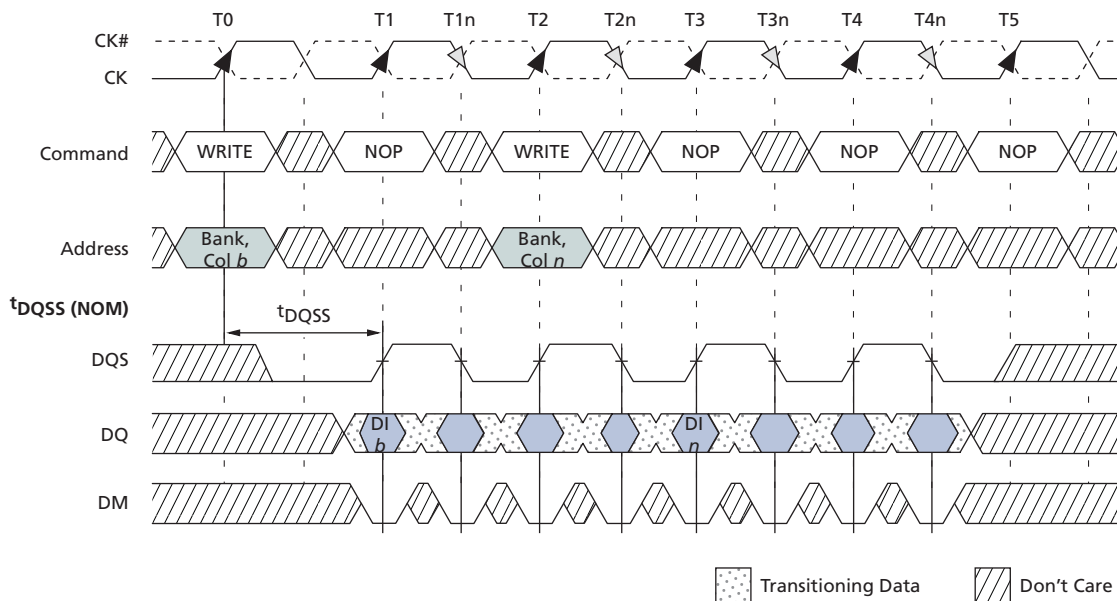 T0 T1 T1n T2 T2n T3 T3n T4 T4n T5
CK#
CK
Command WRITE NOP WRITE NOP NOP NOP
Address Bank, Col b Bank, Col n
tDQSS (NOM)
tDQSS
DQS
DQ DI b DI n
DM
Transitioning Data Don't Care